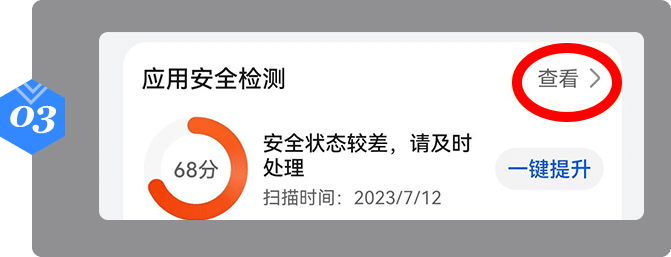 03
应用安全检测
查看
68分
安全状态较差，请及时
处理
一键提升
扫描时间：2023/7/12